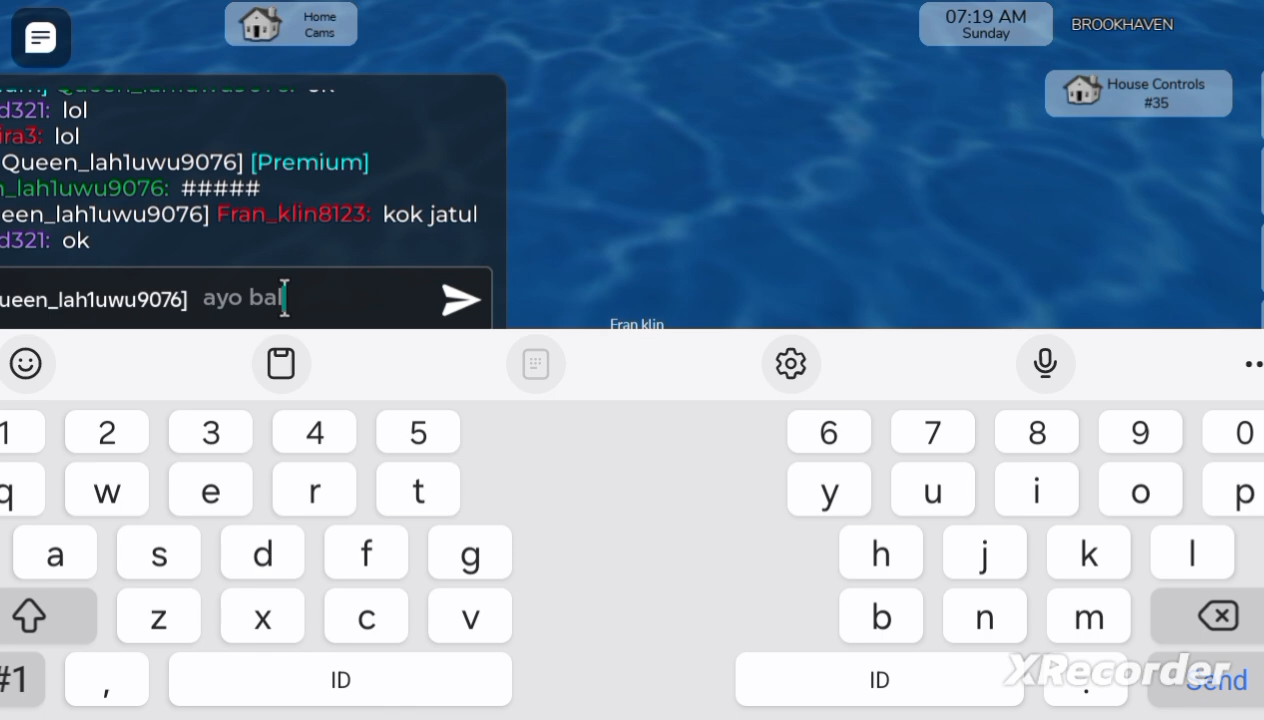 Home
Cams
07:19 AM
Sunday
BROOKHAVEN
House Controls
#35
d321: lol
ira3: lol
Queen_lah1uwu9076] [Premium]
n_lah1uwu9076: #####
een_lah1uwu9076] Fran_klin8123: kok jatul
d321: ok
ueen_lah1uwu9076] ayo bal
Fran klin
1 2 3 4 5 6 7 8 9 0
q w e r t y u i o p
a s d f g h j k l
z x c v b n m
#1 , ID ID . Send
XRecorder